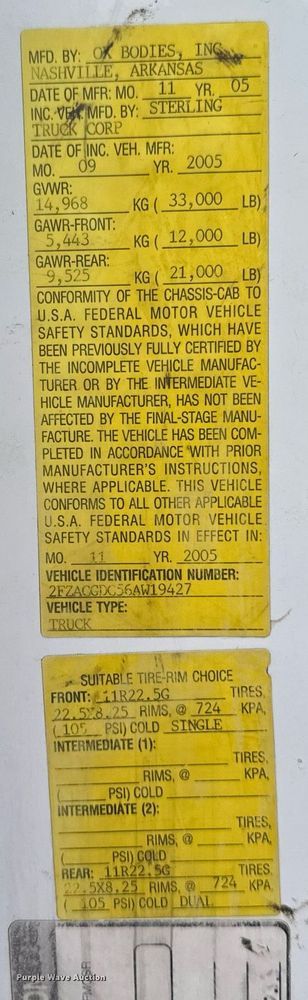 MFD. BY: OK BODIES, INC.
NASHVILLE, ARKANSAS
DATE OF MFR: MO. 11 YR. 05
INC. VEH. MFD. BY: STERLING
TRUCK CORP
DATE OF INC. VEH. MFR:
MO. 09 YR. 2005
GVWR:
14,968 KG ( 33,000 LB)
GAWR-FRONT:
5,443 KG ( 12,000 LB)
GAWR-REAR:
9,525 KG ( 21,000 LB)
CONFORMITY OF THE CHASSIS-CAB TO
U.S.A. FEDERAL MOTOR VEHICLE
SAFETY STANDARDS, WHICH HAVE
BEEN PREVIOUSLY FULLY CERTIFIED BY
THE INCOMPLETE VEHICLE MANUFAC-
TURER OR BY THE INTERMEDIATE VE-
HICLE MANUFACTURER, HAS NOT BEEN
AFFECTED BY THE FINAL-STAGE MANU-
FACTURE. THE VEHICLE HAS BEEN COM-
PLETED IN ACCORDANCE WITH PRIOR
MANUFACTURER'S INSTRUCTIONS,
WHERE APPLICABLE. THIS VEHICLE
CONFORMS TO ALL OTHER APPLICABLE
U.S.A. FEDERAL MOTOR VEHICLE
SAFETY STANDARDS IN EFFECT IN:
MO. 11 YR. 2005
VEHICLE IDENTIFICATION NUMBER:
2FZACGDC56AW19427
VEHICLE TYPE:
TRUCK
SUITABLE TIRE-RIM CHOICE
FRONT: 11R22.5G TIRES,
22.5X8.25 RIMS, @ 724 KPA,
( 105 PSI) COLD SINGLE
INTERMEDIATE (1):
TIRES,
RIMS, @ KPA,
( PSI) COLD
INTERMEDIATE (2):
TIRES,
RIMS, @ KPA,
( PSI) COLD
REAR: 11R22.5G TIRES,
22.5X8.25 RIMS, @ 724 KPA,
( 105 PSI) COLD DUAL
Purple Wave Auction